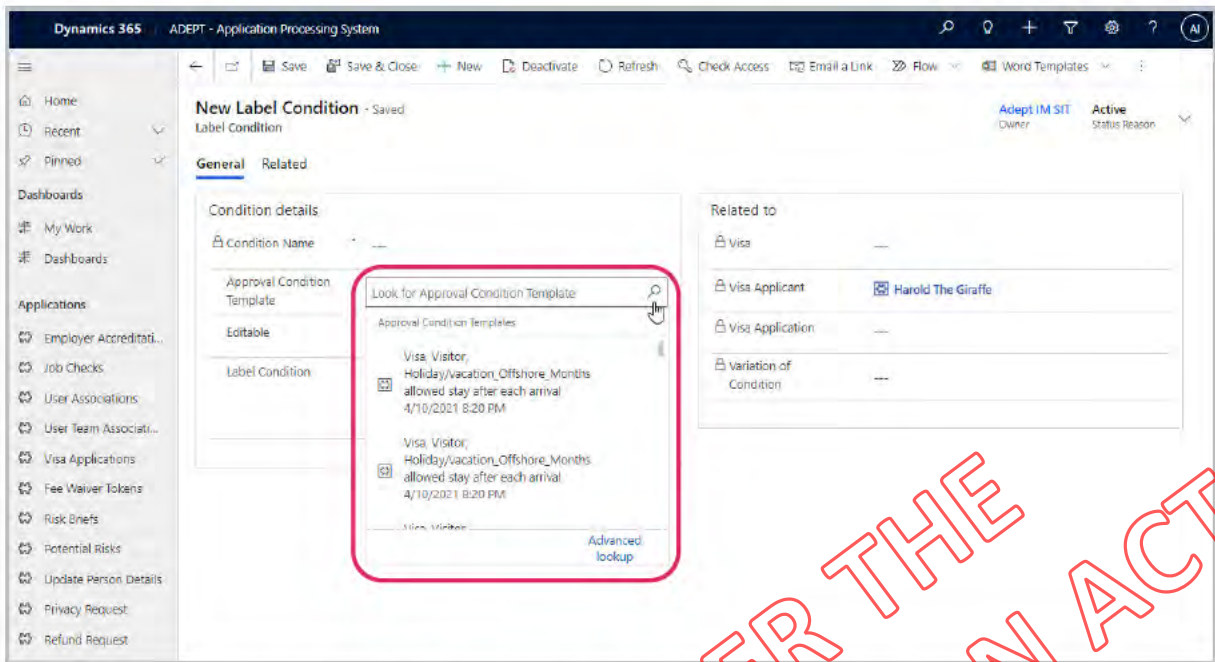 Dynamics 365 ADEPT - Application Processing System AI
Save Save & Close New Deactivate Refresh Check Access Email a Link Flow Word Templates
Home
Recent
Pinned
Dashboards
My Work
Dashboards
Applications
Employer Accreditati...
Job Checks
User Associations
User Team Associati...
Visa Applications
Fee Waiver Tokens
Risk Briefs
Potential Risks
Update Person Details
Privacy Request
Refund Request
New Label Condition - Saved
Label Condition
Adept IM SIT
Owner
Active
Status Reason
General Related
Condition details
Condition Name * ---
Approval Condition
Template
Editable
Label Condition
Look for Approval Condition Template
Approval Condition Templates
Visa, Visitor,
Holiday/Vacation_Offshore_Months
allowed stay after each arrival
4/10/2021 8:20 PM
Visa, Visitor,
Holiday/Vacation_Offshore_Months
allowed stay after each arrival
4/10/2021 8:20 PM
Visa, Visitor,
Advanced
lookup
Related to
Visa ---
Visa Applicant Harold The Giraffe
Visa Application ---
Variation of
Condition ---
THE
ACT